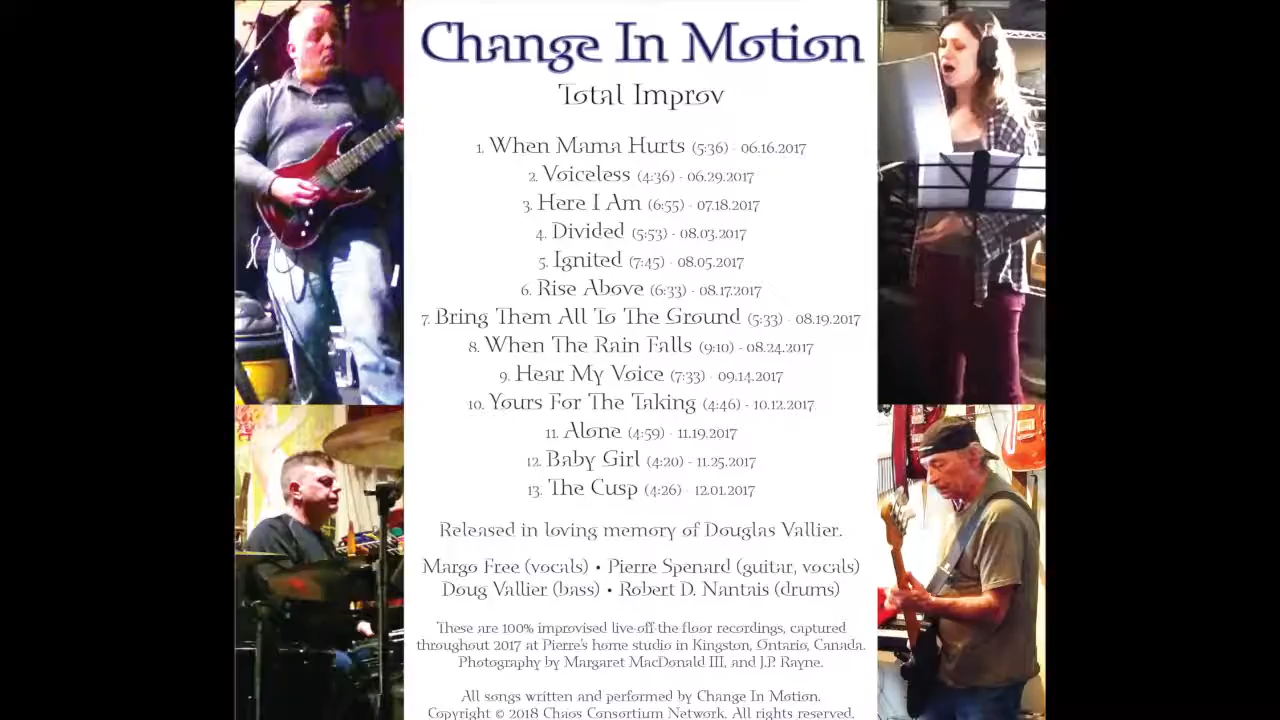 Change In Motion
Total Improv
1. When Mama Hurts (5:36) - 06.16.2017
2. Voiceless (4:36) - 06.29.2017
3. Here I Am (6:55) - 07.18.2017
4. Divided (5:53) - 08.03.2017
5. Ignited (7:45) - 08.05.2017
6. Rise Above (6:33) - 08.17.2017
7. Bring Them All To The Ground (5:33) - 08.19.2017
8. When The Rain Falls (9:10) - 08.24.2017
9. Hear My Voice (7:33) - 09.14.2017
10. Yours For The Taking (4:46) - 10.12.2017
11. Alone (4:59) - 11.19.2017
12. Baby Girl (4:20) - 11.25.2017
13. The Cusp (4:26) - 12.01.2017
Released in loving memory of Douglas Vallier.
Margo Free (vocals) • Pierre Spenard (guitar, vocals)
Doug Vallier (bass) • Robert D. Nantais (drums)
These are 100% improvised live-off-the-floor recordings, captured
throughout 2017 at Pierre's home studio in Kingston, Ontario, Canada.
Photography by Margaret MacDonald III, and J.P. Rayne.
All songs written and performed by Change In Motion.
Copyright © 2018 Chaos Consortium Network. All rights reserved.